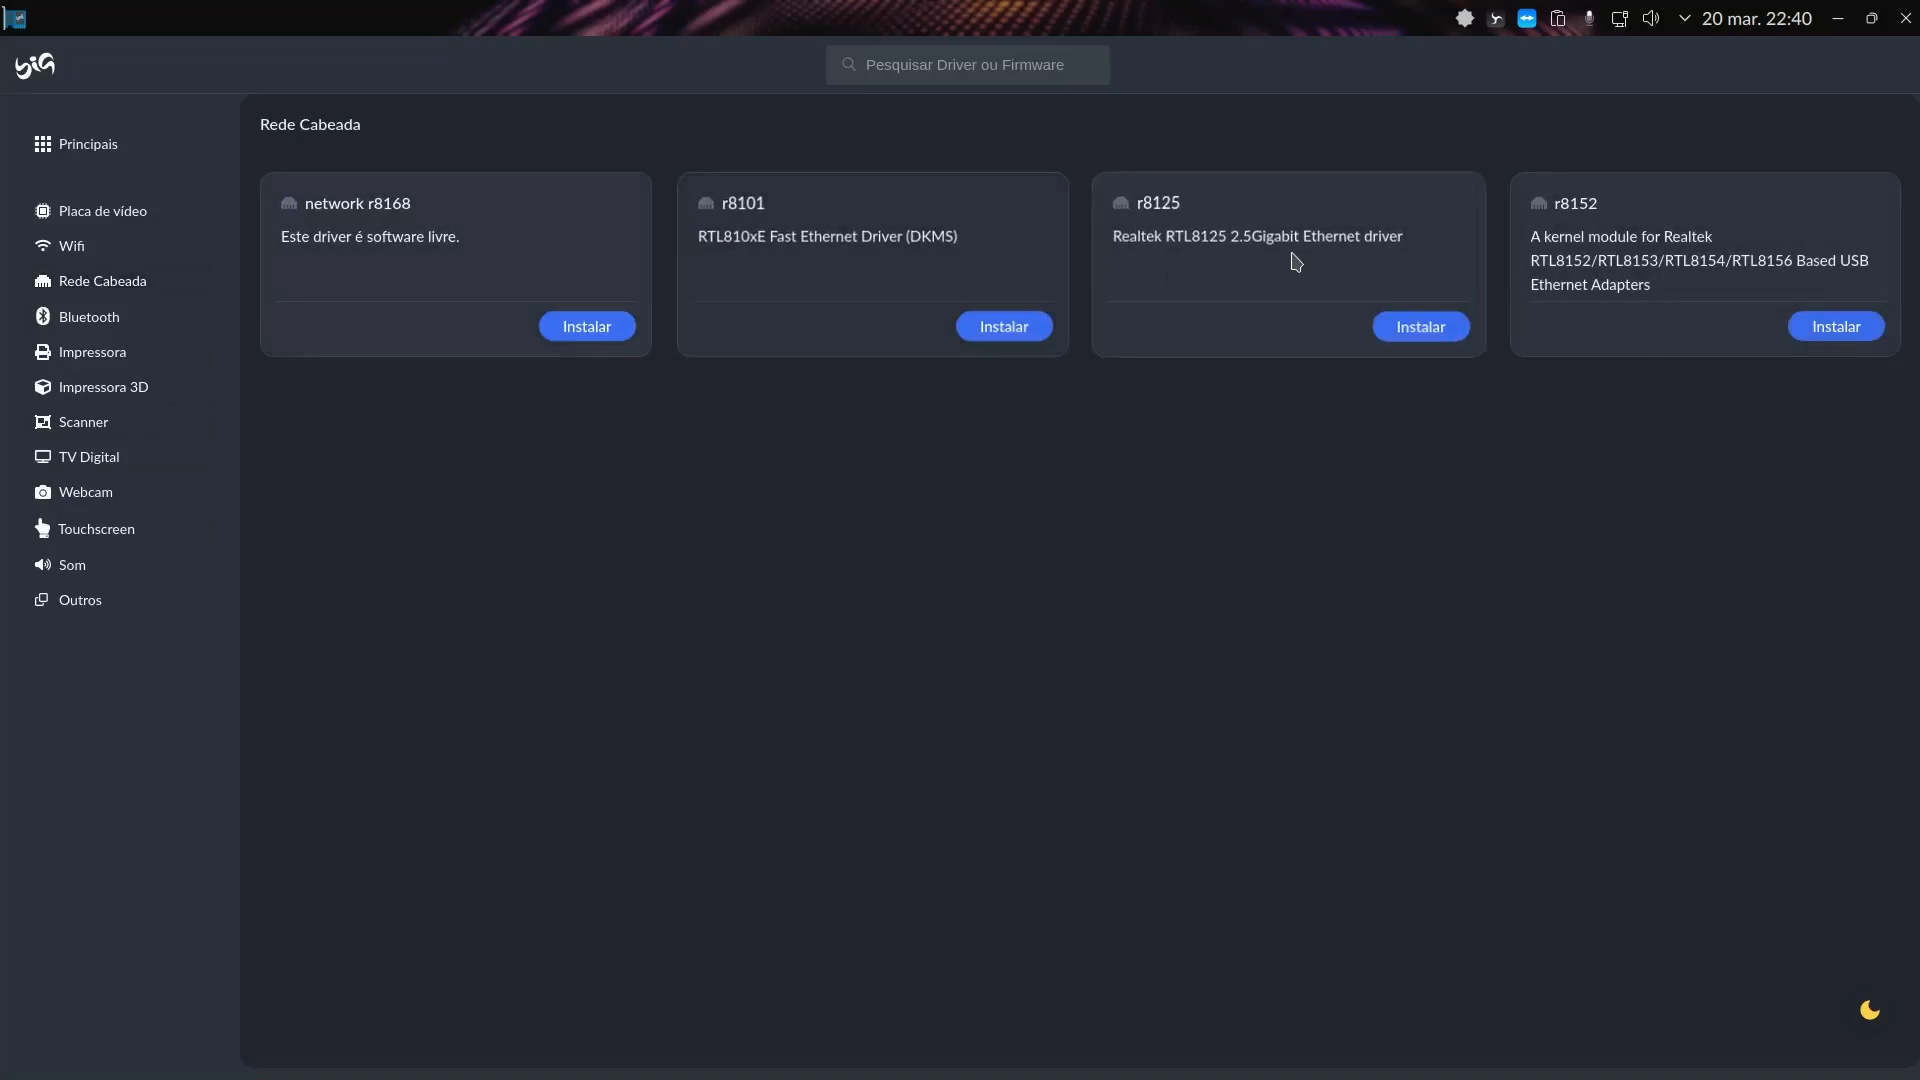 20 mar. 22:40
big
Pesquisar Driver ou Firmware
Principais
Placa de vídeo
Wifi
Rede Cabeada
Bluetooth
Impressora
Impressora 3D
Scanner
TV Digital
Webcam
Touchscreen
Som
Outros
Rede Cabeada
network r8168
Este driver é software livre.
Instalar
r8101
RTL810xE Fast Ethernet Driver (DKMS)
Instalar
r8125
Realtek RTL8125 2.5Gigabit Ethernet driver
Instalar
r8152
A kernel module for Realtek
RTL8152/RTL8153/RTL8154/RTL8156 Based USB
Ethernet Adapters
Instalar